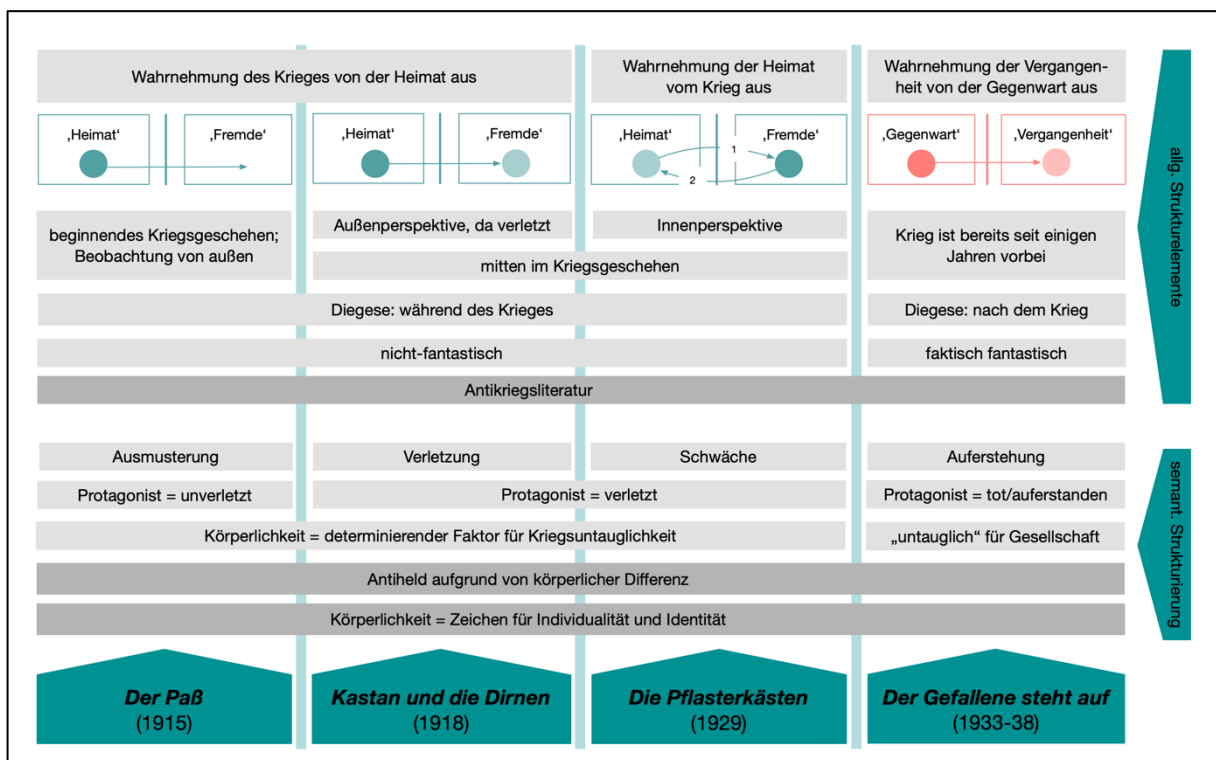 Wahrnehmung des Krieges von der Heimat aus
Wahrnehmung der Heimat
vom Krieg aus
Wahrnehmung der Vergangen-
heit von der Gegenwart aus
‚Heimat‘
‚Fremde‘
‚Heimat‘
‚Fremde‘
‚Heimat‘
‚Fremde‘
1
2
‚Gegenwart‘
‚Vergangenheit‘
beginnendes Kriegsgeschehen;
Beobachtung von außen
Außenperspektive, da verletzt
Innenperspektive
Krieg ist bereits seit einigen
Jahren vorbei
mitten im Kriegsgeschehen
Diegese: während des Krieges
Diegese: nach dem Krieg
nicht-fantastisch
faktisch fantastisch
Antikriegsliteratur
allg. Strukturelemente
Ausmusterung
Verletzung
Schwäche
Auferstehung
Protagonist = unverletzt
Protagonist = verletzt
Protagonist = tot/auferstanden
Körperlichkeit = determinierender Faktor für Kriegsuntauglichkeit
„untauglich“ für Gesellschaft
Antiheld aufgrund von körperlicher Differenz
Körperlichkeit = Zeichen für Individualität und Identität
semant. Strukturierung
Der Paß
(1915)
Kastan und die Dirnen
(1918)
Die Pflasterkästen
(1929)
Der Gefallene steht auf
(1933-38)